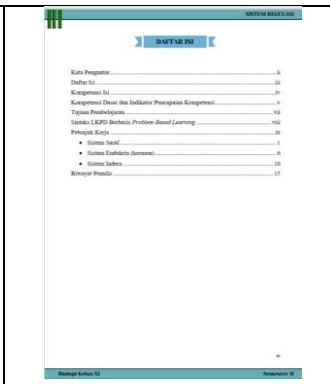 SISTEM REGULASI
DAFTAR ISI
Kata Pengantar ii
Daftar Isi iii
Kompetensi Isi iv
Kompetensi Dasar dan Indikator Pencapaian Kompetensi v
Tujuan Pembelajaran vii
Sintaks LKPD Berbasis Problem Based Learning viii
Petunjuk Kerja ix
• Sistem Saraf 1
• Sistem Endokrin (hormon) 6
• Sistem Indera 10
Riwayat Penulis 15
Biologi Kelas XI Semester II